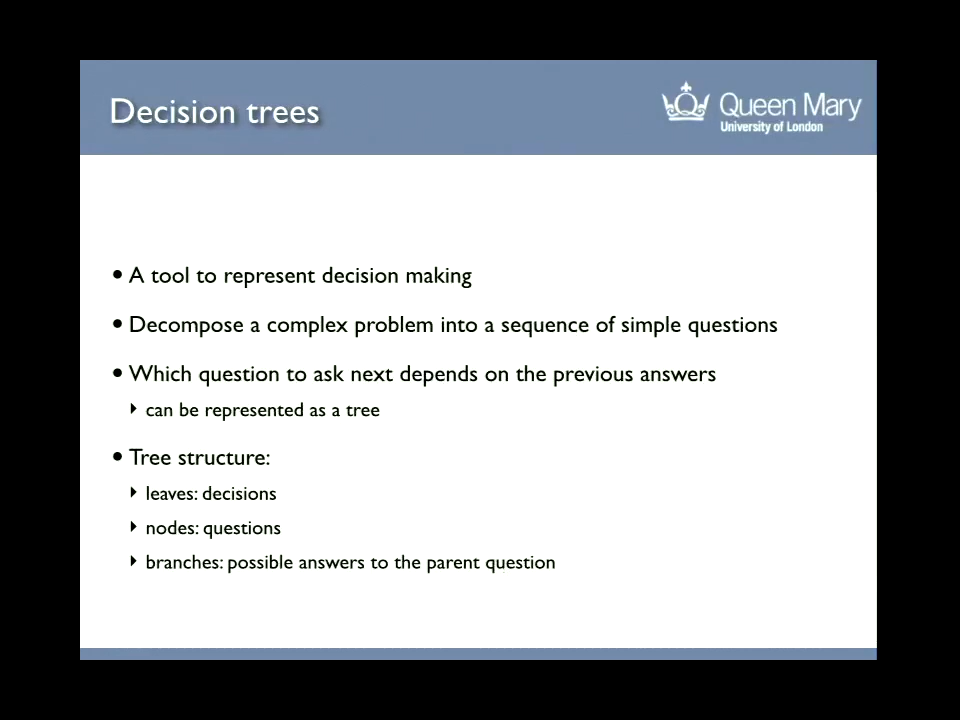 Decision trees
Queen Mary
University of London
• A tool to represent decision making
• Decompose a complex problem into a sequence of simple questions
• Which question to ask next depends on the previous answers
‣ can be represented as a tree
• Tree structure:
‣ leaves: decisions
‣ nodes: questions
‣ branches: possible answers to the parent question